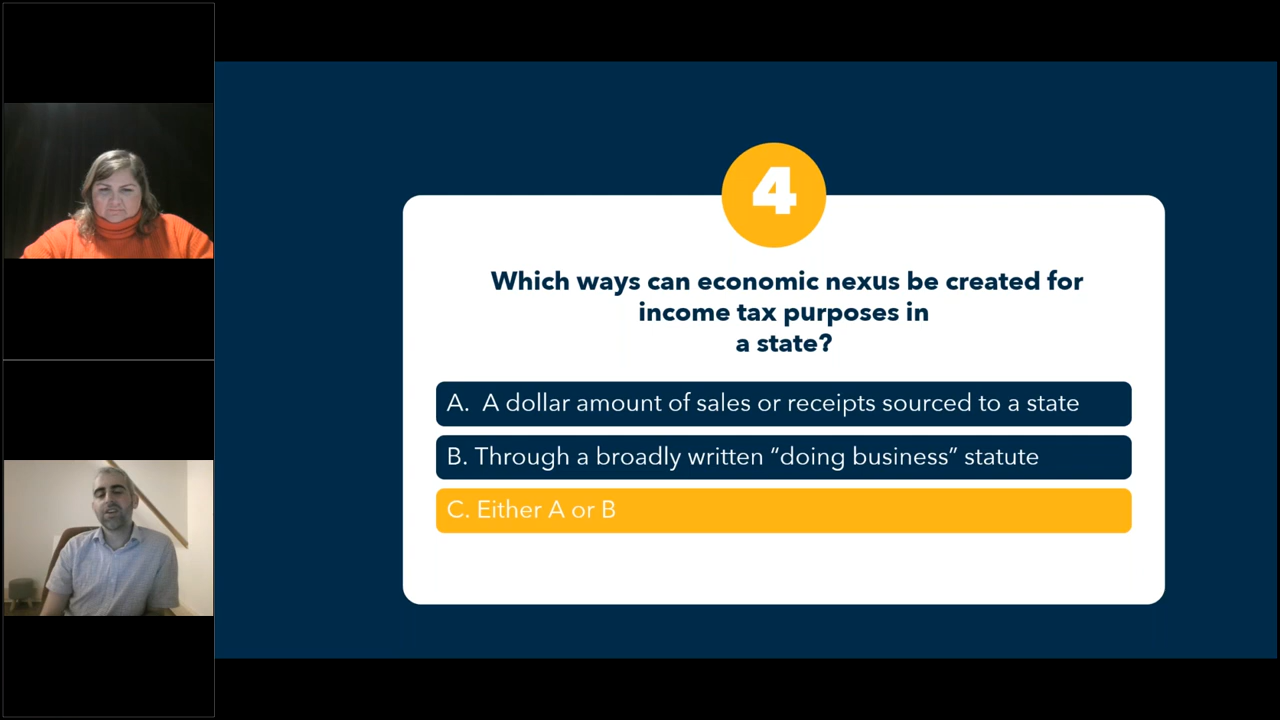 4
Which ways can economic nexus be created for
income tax purposes in
a state?
A. A dollar amount of sales or receipts sourced to a state
B. Through a broadly written “doing business” statute
C. Either A or B